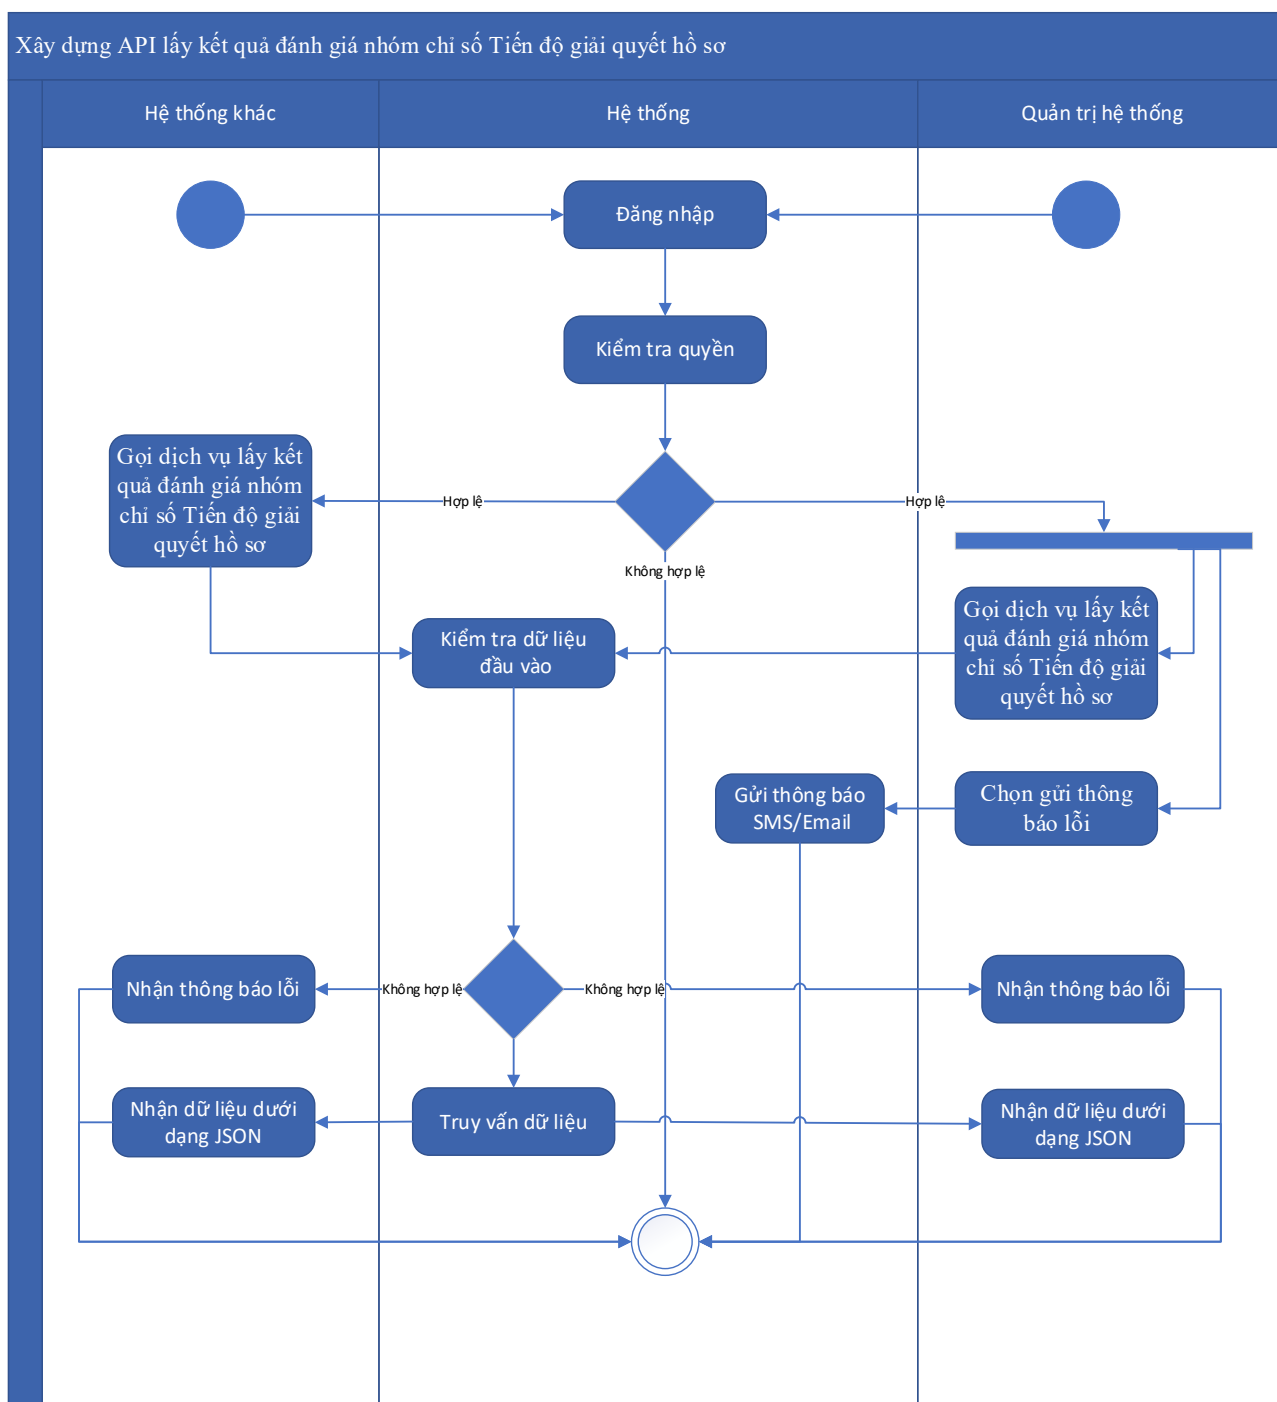 Xây dựng API lấy kết quả đánh giá nhóm chỉ số Tiến độ giải quyết hồ sơ
Hệ thống khác
Hệ thống
Quản trị hệ thống
Đăng nhập
Kiểm tra quyền
Gọi dịch vụ lấy kết
quả đánh giá nhóm
chỉ số Tiến độ giải
quyết hồ sơ
Hợp lệ
Hợp lệ
Không hợp lệ
Kiểm tra dữ liệu
đầu vào
Gọi dịch vụ lấy kết
quả đánh giá nhóm
chỉ số Tiến độ giải
quyết hồ sơ
Gửi thông báo
SMS/Email
Chọn gửi thông
báo lỗi
Nhận thông báo lỗi
Không hợp lệ
Không hợp lệ
Nhận thông báo lỗi
Nhận dữ liệu dưới
dạng JSON
Truy vấn dữ liệu
Nhận dữ liệu dưới
dạng JSON